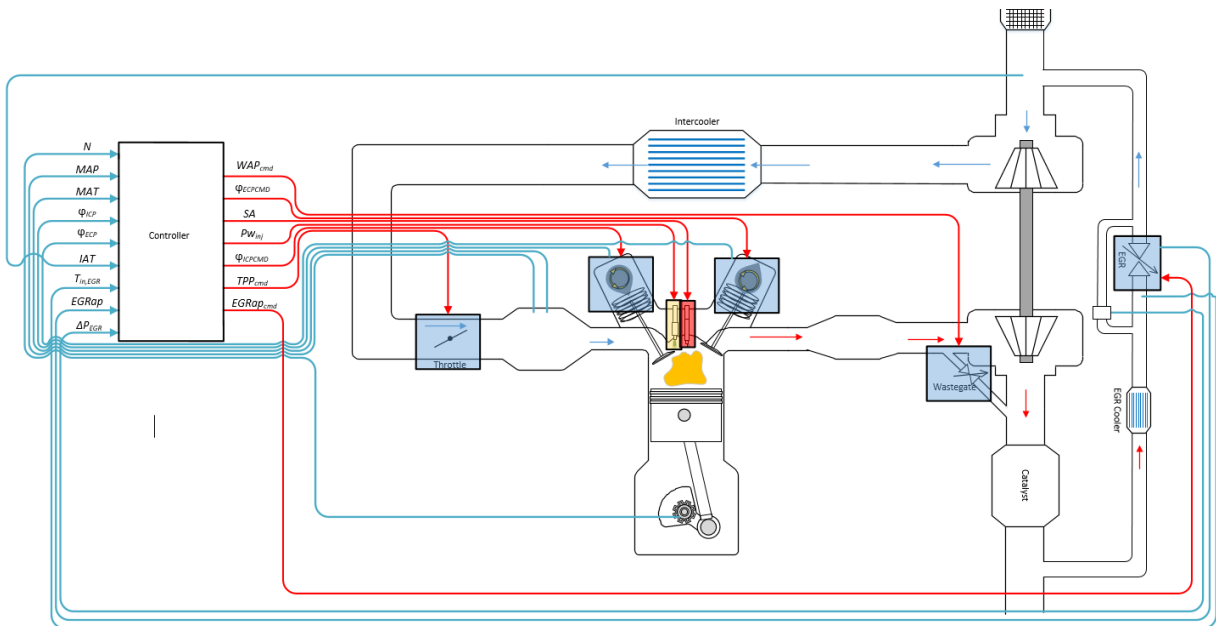 Intercooler
N
MAP
MAT
φICP
φECP
IAT
Tin,EGR
EGRap
ΔPEGR
Controller
WAPcmd
φECPCMD
SA
Pwinj
φICPCMD
TPPcmd
EGRapcmd
Throttle
Wastegate
EGR
EGR Cooler
Catalyst